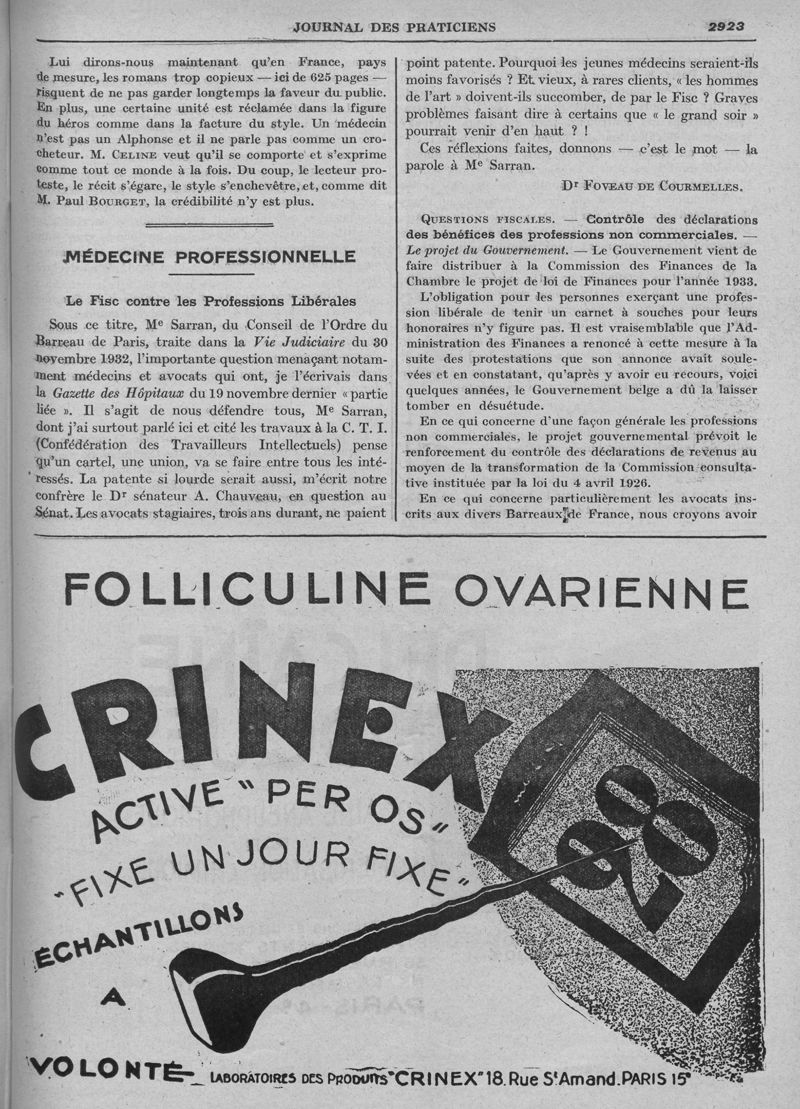 JOURNAL DES PRATICIENS 2923
Lui dirons-nous maintenant qu'en France, pays
de mesure, les romans trop copieux — ici de 625 pages —
risquent de ne pas garder longtemps la faveur du public.
En plus, une certaine unité est réclamée dans la figure
du héros comme dans la facture du style. Un médecin
n'est pas un Alphonse et il ne parle pas comme un cro-
cheteur. M. CELINE veut qu'il se comporte et s'exprime
comme tout ce monde à la fois. Du coup, le lecteur pro-
teste, le récit s'égare, le style s'enchevêtre, et, comme dit
M. Paul BOURGET, la crédibilité n'y est plus.
MÉDECINE PROFESSIONNELLE
Le Fisc contre les Professions Libérales
Sous ce titre, Me Sarran, du Conseil de l'Ordre du
Barreau de Paris, traite dans la Vie Judiciaire du 30
novembre 1932, l'importante question menaçant notam-
ment médecins et avocats qui ont, je l'écrivais dans
la Gazette des Hôpitaux du 19 novembre dernier « partie
liée ». Il s'agit de nous défendre tous, Me Sarran,
dont j'ai surtout parlé ici et cité les travaux à la C. T. I.
(Confédération des Travailleurs Intellectuels) pense
qu'un cartel, une union, va se faire entre tous les inté-
ressés. La patente si lourde serait aussi, m'écrit notre
confrère le Dr sénateur A. Chauveau, en question au
Sénat. Les avocats stagiaires, trois ans durant, ne paient
point patente. Pourquoi les jeunes médecins seraient-ils
moins favorisés ? Et vieux, à rares clients, « les hommes
de l'art » doivent-ils succomber, de par le Fisc ? Graves
problèmes faisant dire à certains que « le grand soir »
pourrait venir d'en haut ? !
Ces réflexions faites, donnons — c'est le mot — la
parole à Me Sarran.
Dr FOVEAU DE COURMELLES.
QUESTIONS FISCALES. — Contrôle des déclarations
des bénéfices des professions non commerciales. —
Le projet du Gouvernement. — Le Gouvernement vient de
faire distribuer à la Commission des Finances de la
Chambre le projet de loi de Finances pour l'année 1933.
L'obligation pour les personnes exerçant une profes-
sion libérale de tenir un carnet à souches pour leurs
honoraires n'y figure pas. Il est vraisemblable que l'Ad-
ministration des Finances a renoncé à cette mesure à la
suite des protestations que son annonce avait soule-
vées et en constatant, qu'après y avoir eu recours, voici
quelques années, le Gouvernement belge a dû la laisser
tomber en désuétude.
En ce qui concerne d'une façon générale les professions
non commerciales, le projet gouvernemental prévoit le
renforcement du contrôle des déclarations de revenus au
moyen de la transformation de la Commission consulta-
tive instituée par la loi du 4 avril 1926.
En ce qui concerne particulièrement les avocats ins-
crits aux divers Barreaux de France, nous croyons avoir
FOLLICULINE OVARIENNE
CRINEX
ACTIVE "PER OS"
"FIXE UN JOUR FIXE"
28
ÉCHANTILLONS
A
VOLONTÉ
LABORATOIRES DES PRODUITS "CRINEX" 18. Rue St Amand. PARIS 15e